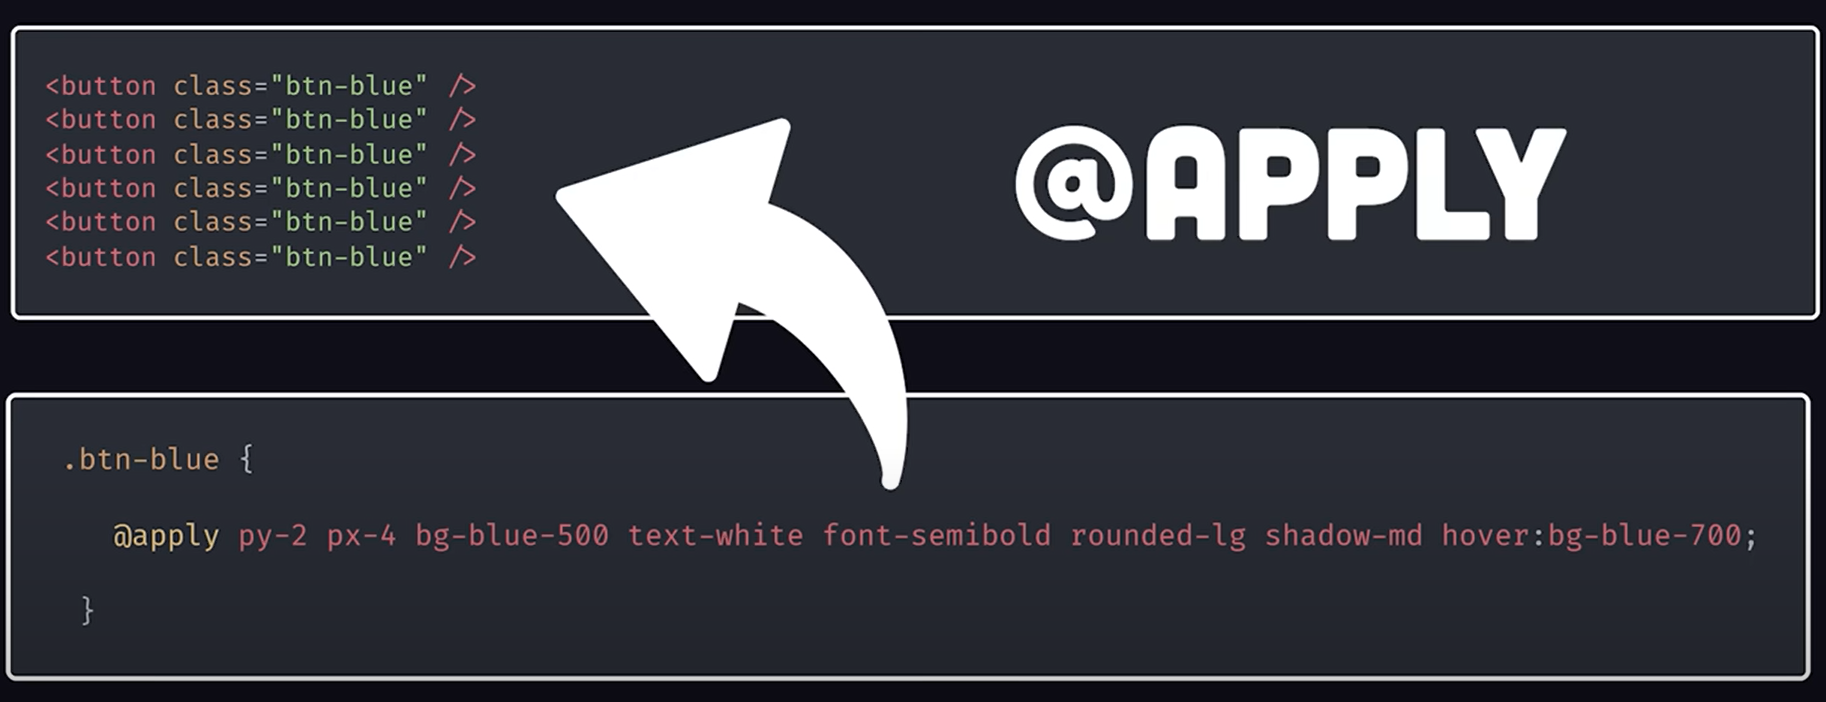 <button class="btn-blue" />
<button class="btn-blue" />
<button class="btn-blue" />
<button class="btn-blue" />
<button class="btn-blue" />
<button class="btn-blue" />
@APPLY
.btn-blue {
@apply py-2 px-4 bg-blue-500 text-white font-semibold rounded-lg shadow-md hover:bg-blue-700;
}